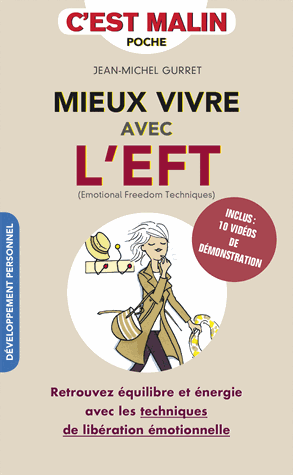 C'EST MALIN
POCHE
JEAN-MICHEL GURRET
MIEUX VIVRE
AVEC
L'EFT
(Emotional Freedom Techniques)
INCLUS :
10 VIDÉOS
DE
DÉMONSTRATION
DÉVELOPPEMENT PERSONNEL
Retrouvez équilibre et énergie
avec les techniques
de libération émotionnelle